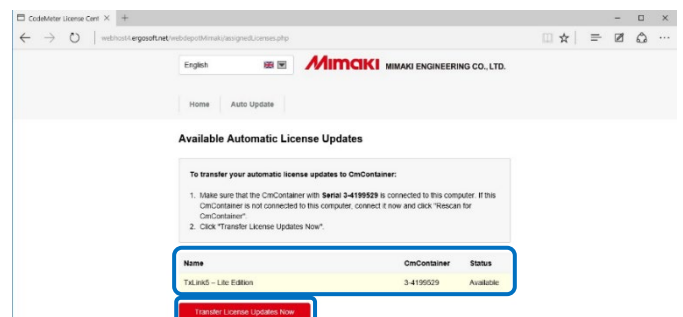 CodeMeter License Cent
webhost4.ergosoft.net/webdepotMimaki/assignedLicenses.php
English
Mimaki MIMAKI ENGINEERING CO., LTD.
Home Auto Update
Available Automatic License Updates
To transfer your automatic license updates to CmContainer:
1. Make sure that the CmContainer with Serial 3-4199529 is connected to this computer. If this
CmContainer is not connected to this computer, connect it now and click "Rescan for
CmContainer".
2. Click "Transfer License Updates Now".
Name CmContainer Status
TxLink5 – Lite Edition 3-4199529 Available
Transfer License Updates Now